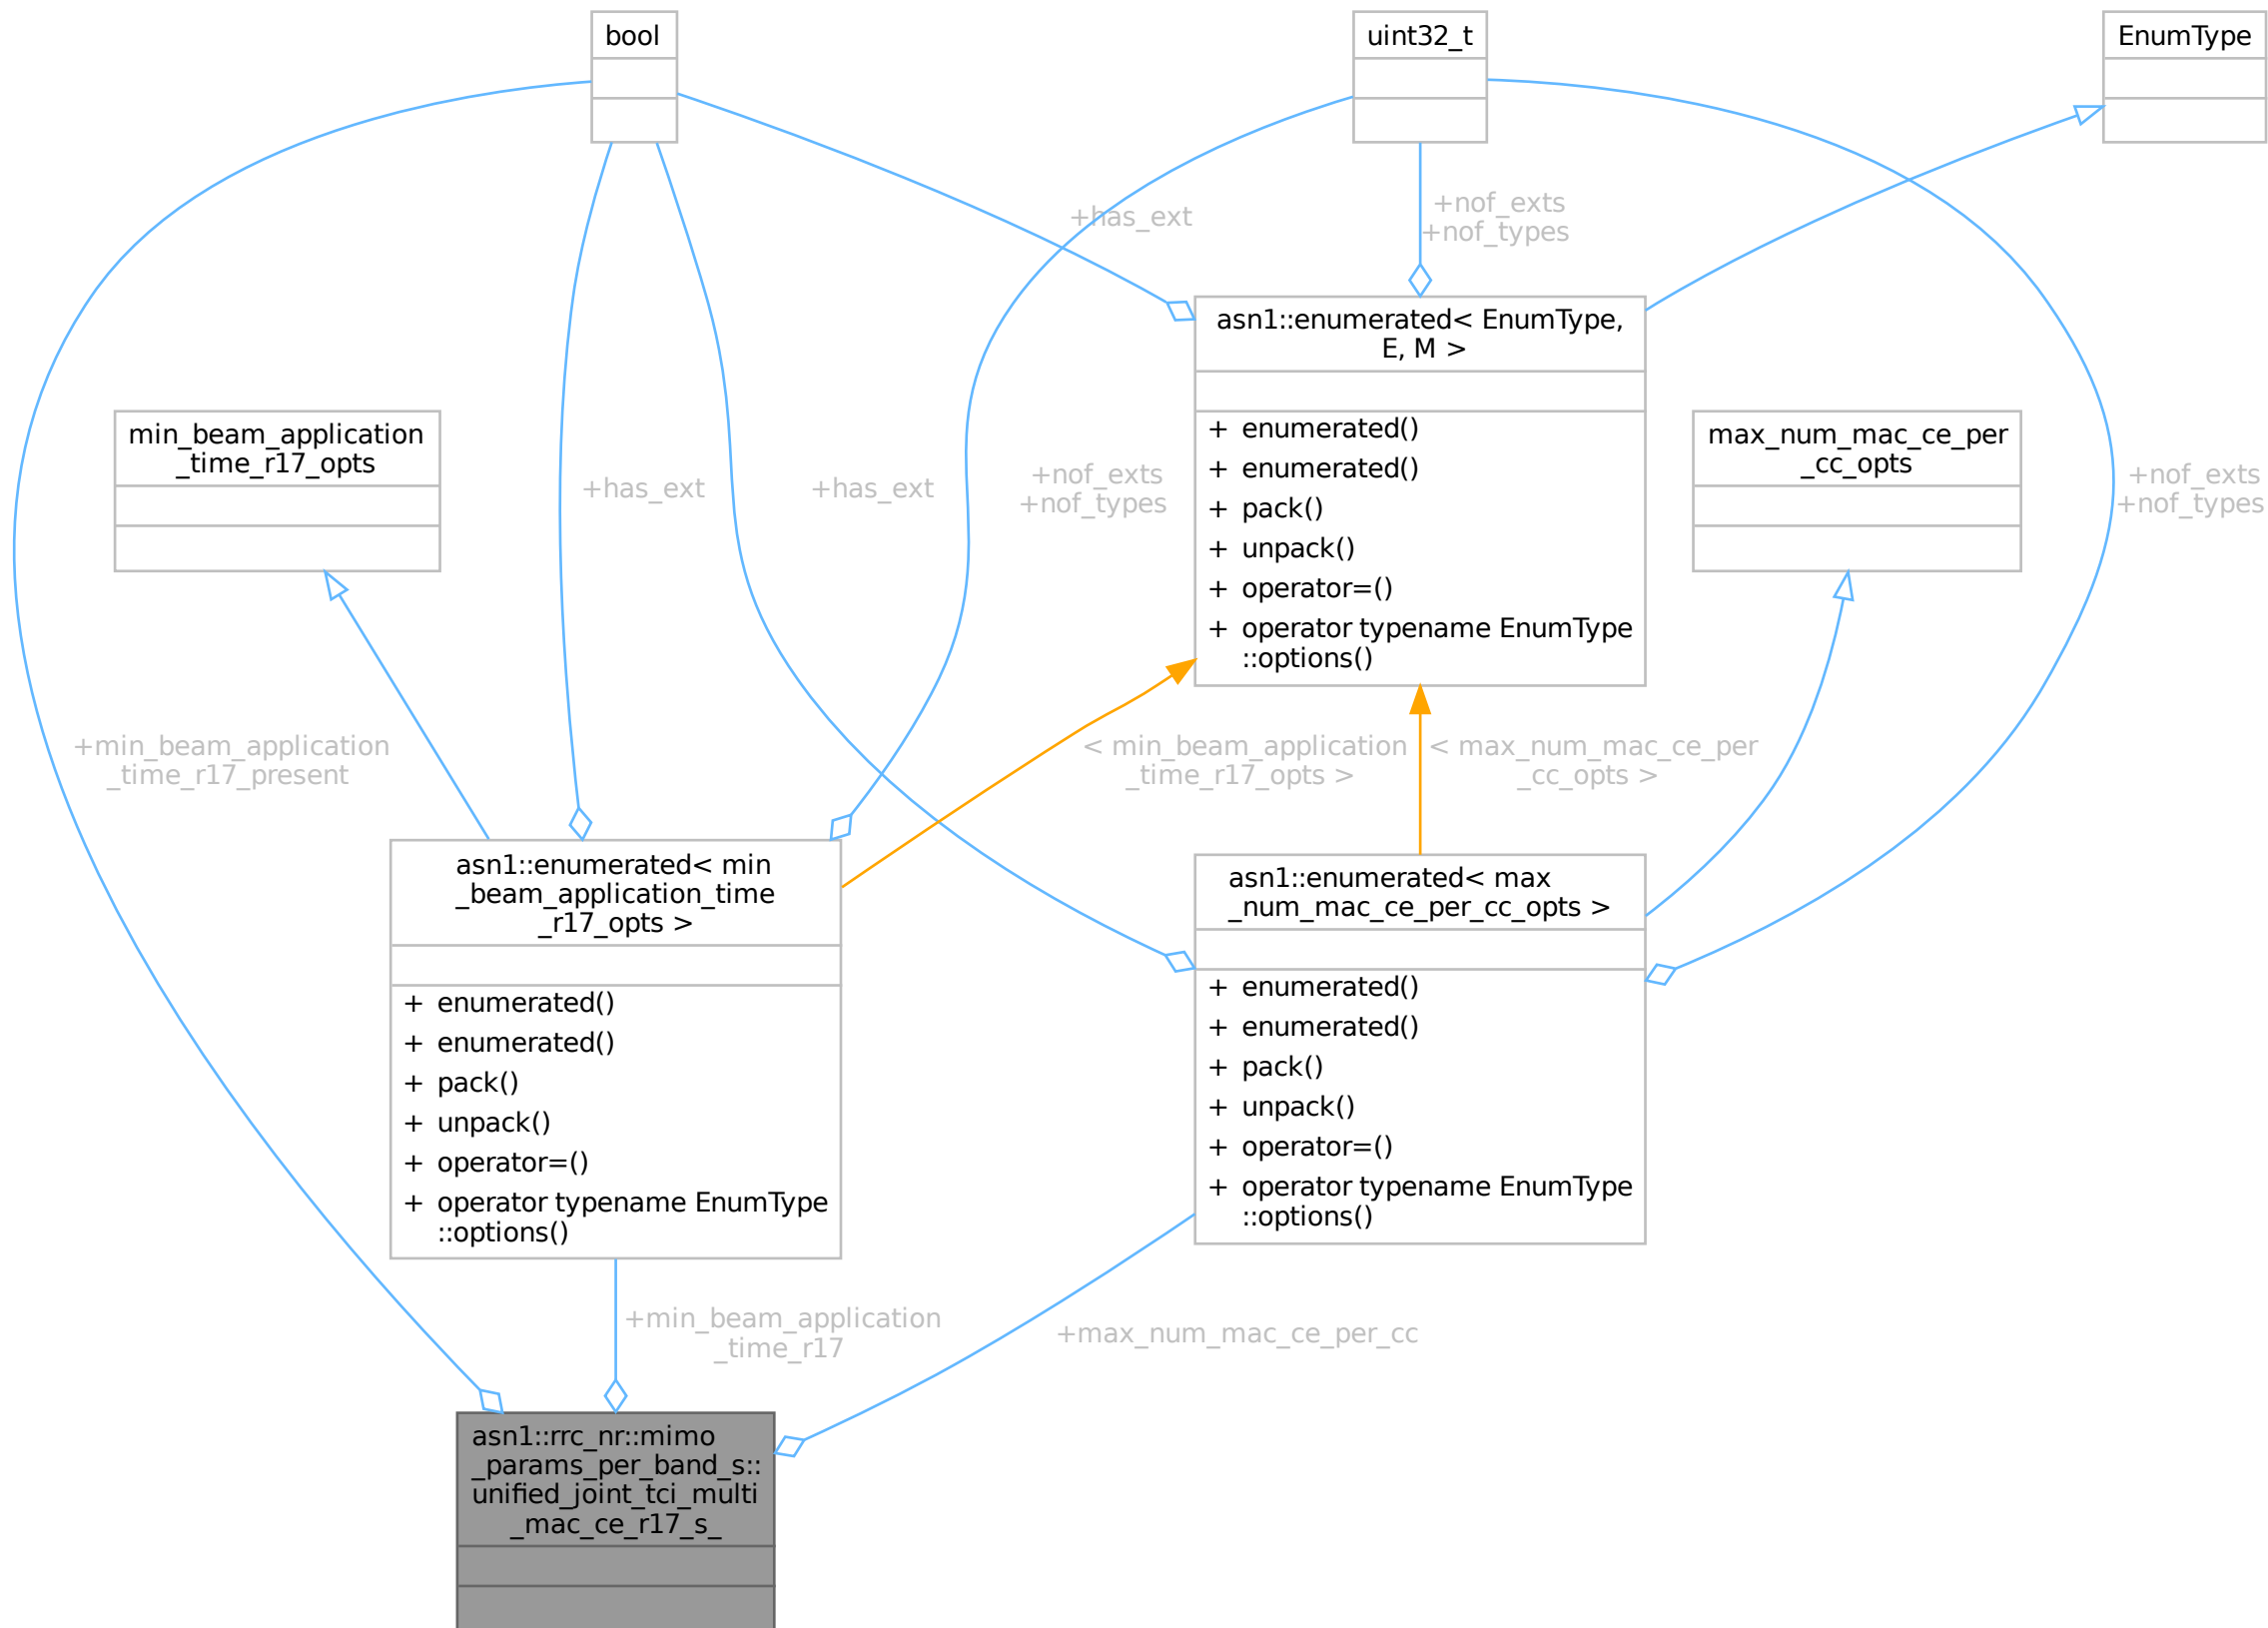 bool
uint32_t
EnumType
+has_ext
+nof_exts
+nof_types
asn1::enumerated< EnumType,
E, M >
+ enumerated()
+ enumerated()
+ pack()
+ unpack()
+ operator=()
+ operator typename EnumType
::options()
min_beam_application
_time_r17_opts
max_num_mac_ce_per
_cc_opts
+has_ext
+has_ext
+nof_exts
+nof_types
+nof_exts
+nof_types
+min_beam_application
_time_r17_present
< min_beam_application
_time_r17_opts >
< max_num_mac_ce_per
_cc_opts >
asn1::enumerated< min
_beam_application_time
_r17_opts >
+ enumerated()
+ enumerated()
+ pack()
+ unpack()
+ operator=()
+ operator typename EnumType
::options()
asn1::enumerated< max
_num_mac_ce_per_cc_opts >
+ enumerated()
+ enumerated()
+ pack()
+ unpack()
+ operator=()
+ operator typename EnumType
::options()
+min_beam_application
_time_r17
+max_num_mac_ce_per_cc
asn1::rrc_nr::mimo
_params_per_band_s::
unified_joint_tci_multi
_mac_ce_r17_s_